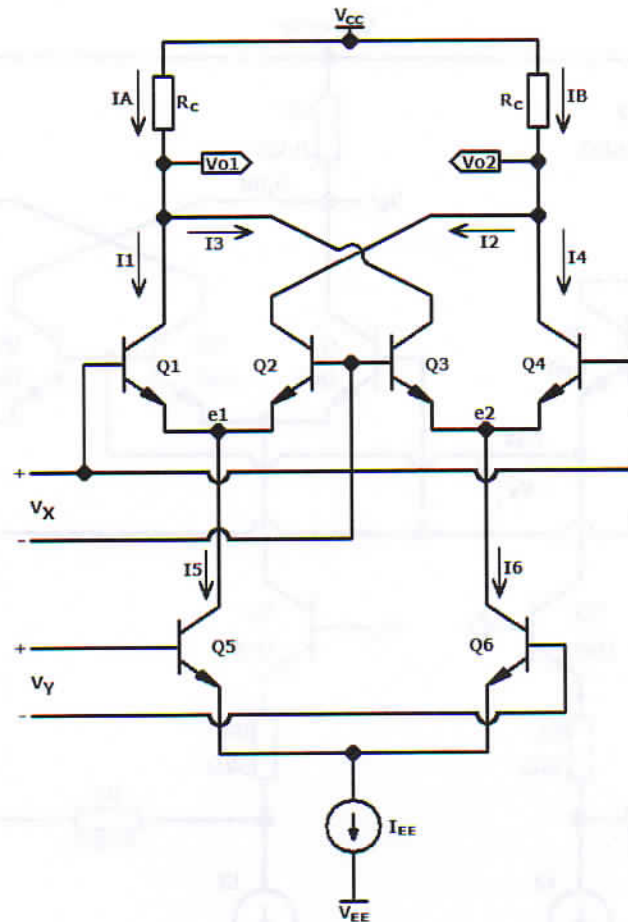 VCC
IA
RC
RC
IB
Vo1
Vo2
I1
I3
I2
I4
Q1
Q2
Q3
Q4
e1
e2
+
VX
-
I5
I6
+
Q5
Q6
VY
-
IEE
VEE